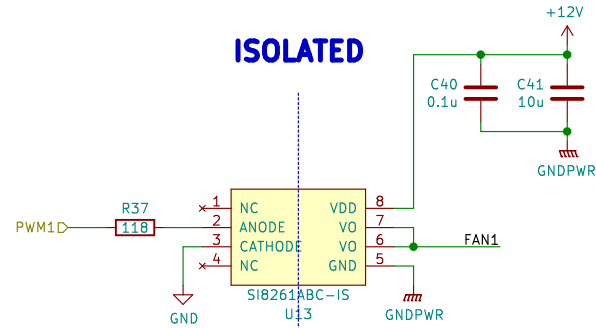 +12V
ISOLATED
C40
0.1u
C41
10u
GNDPWR
R37
118
PWM1
1
NC
VDD
8
2
ANODE
VO
7
3
CATHODE
VO
6
FAN1
4
NC
GND
5
SI8261ABC-IS
U13
GND
GNDPWR